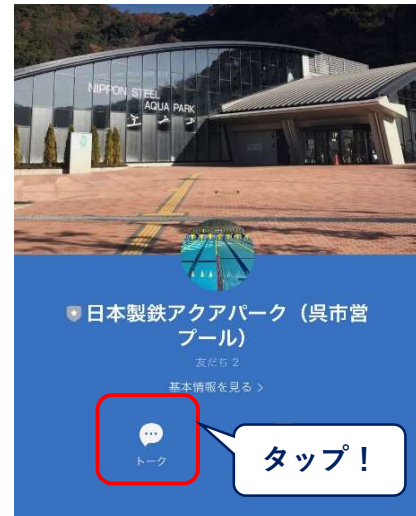 NIPPON STEEL
AQUA PARK
日本製鉄アクアパーク（呉市営
プール）
友だち 2
基本情報を見る >
トーク
タップ！